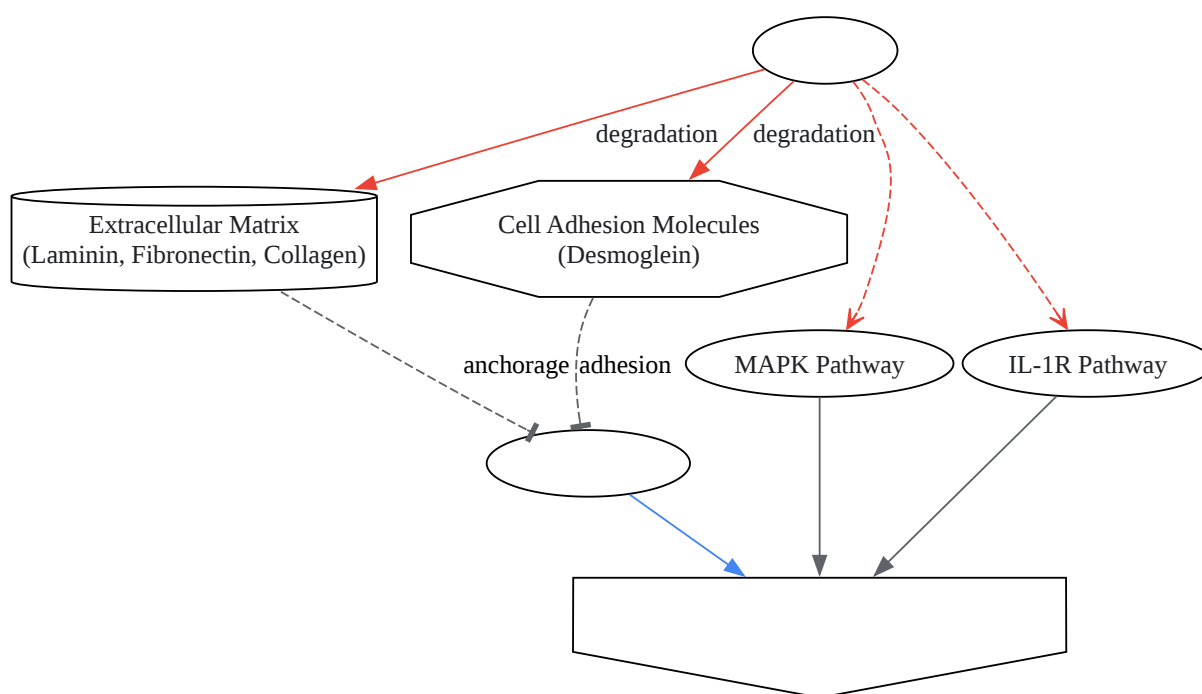 degradation
degradation
Extracellular Matrix
(Laminin, Fibronectin, Collagen)
Cell Adhesion Molecules
(Desmoglein)
anchorage
adhesion
MAPK Pathway
IL-1R Pathway